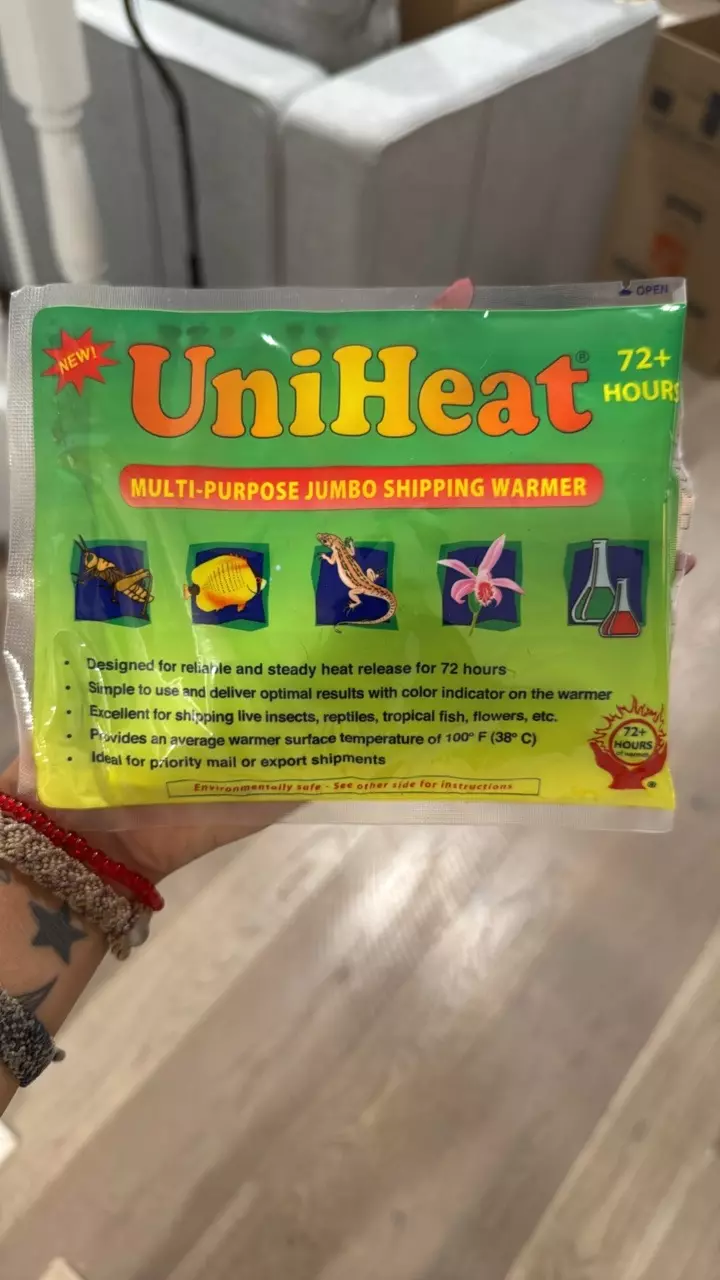 OPEN
NEW!
UniHeat®
72+
HOURS
MULTI-PURPOSE JUMBO SHIPPING WARMER
• Designed for reliable and steady heat release for 72 hours
• Simple to use and deliver optimal results with color indicator on the warmer
• Excellent for shipping live insects, reptiles, tropical fish, flowers, etc.
• Provides an average warmer surface temperature of 100° F (38° C)
• Ideal for priority mail or export shipments
72+
HOURS
of warmth
®
Environmentally safe - See other side for instructions